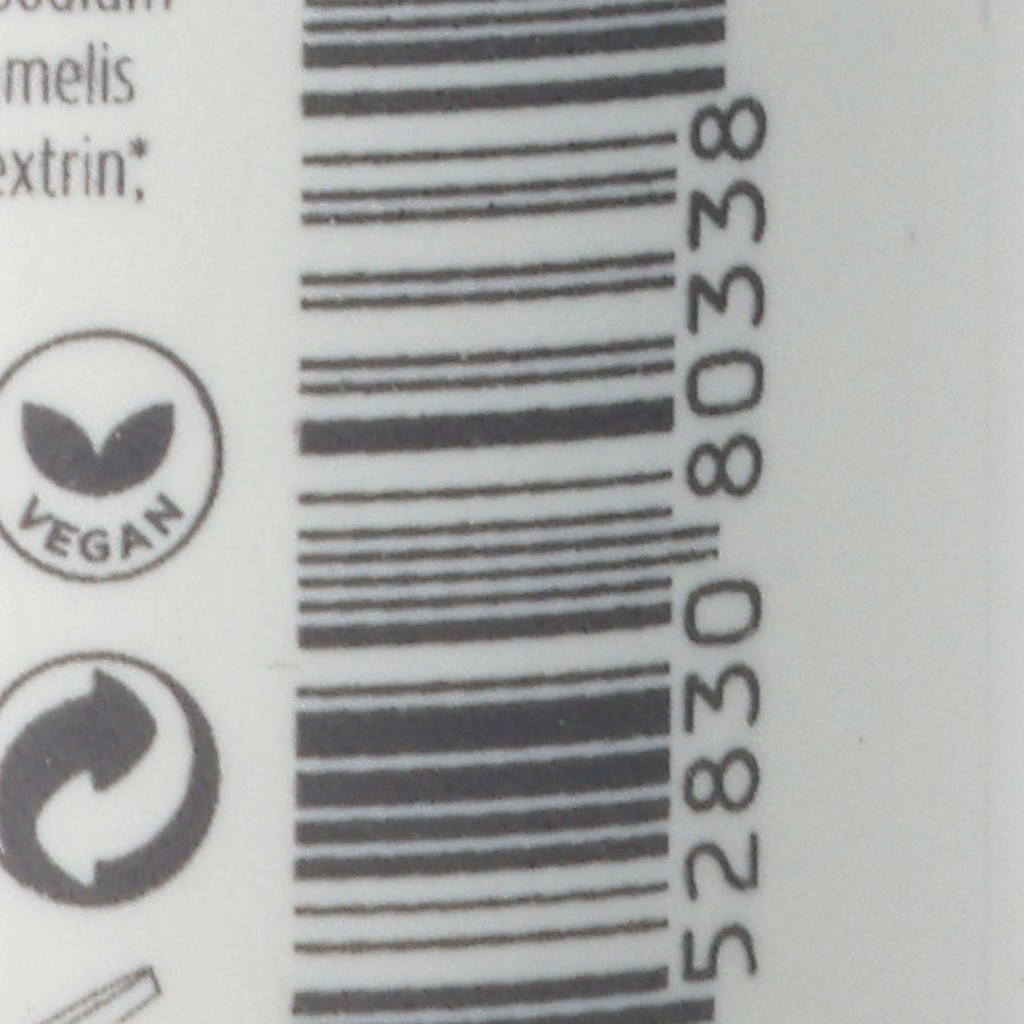 melis
extrin,*
VEGAN
52830 80338